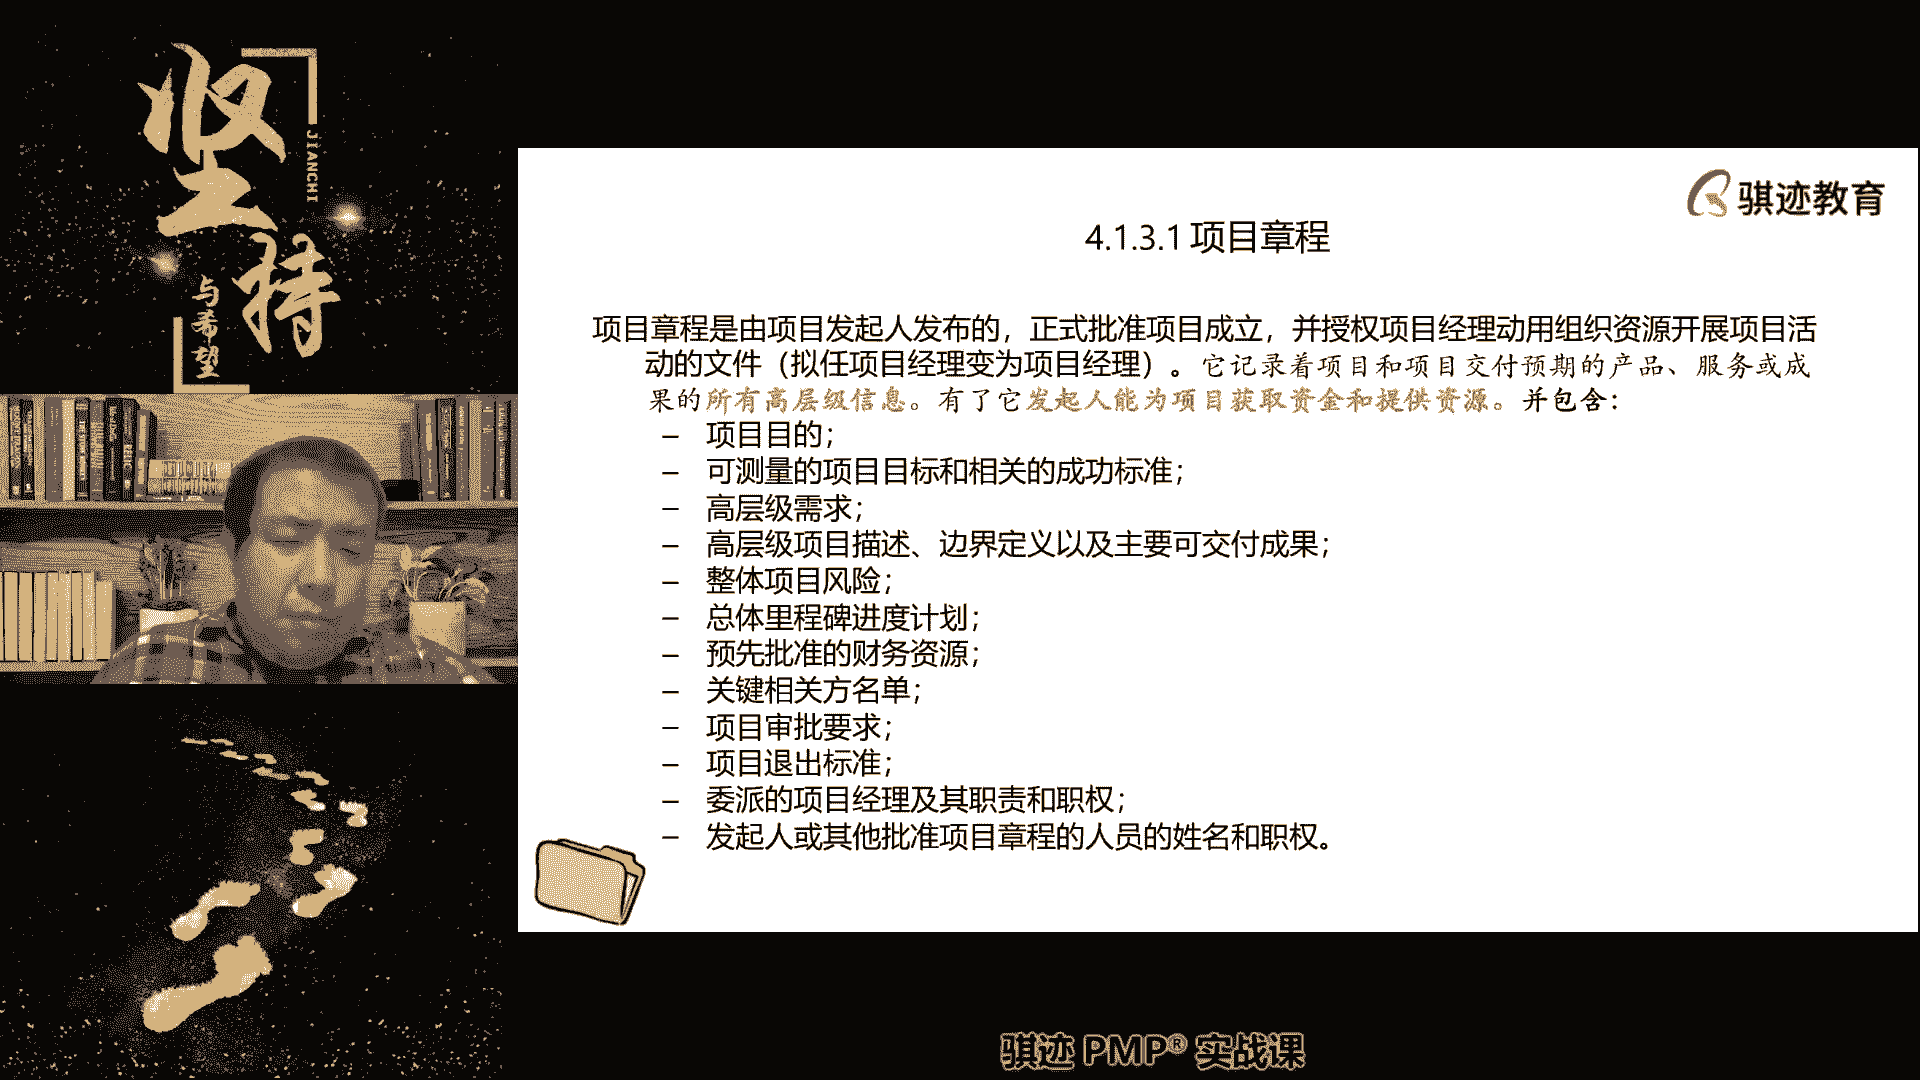 坚持
JIANCHI
与希望
骐迹教育
4.1.3.1 项目章程
项目章程是由项目发起人发布的，正式批准项目成立，并授权项目经理动用组织资源开展项目活
动的文件（拟任项目经理变为项目经理）。它记录着项目和项目交付预期的产品、服务或成
果的所有高层级信息。有了它发起人能为项目获取资金和提供资源。并包含：
– 项目目的；
– 可测量的项目目标和相关的成功标准；
– 高层级需求；
– 高层级项目描述、边界定义以及主要可交付成果；
– 整体项目风险；
– 总体里程碑进度计划；
– 预先批准的财务资源；
– 关键相关方名单；
– 项目审批要求；
– 项目退出标准；
– 委派的项目经理及其职责和职权；
– 发起人或其他批准项目章程的人员的姓名和职权。
骐迹 PMP® 实战课